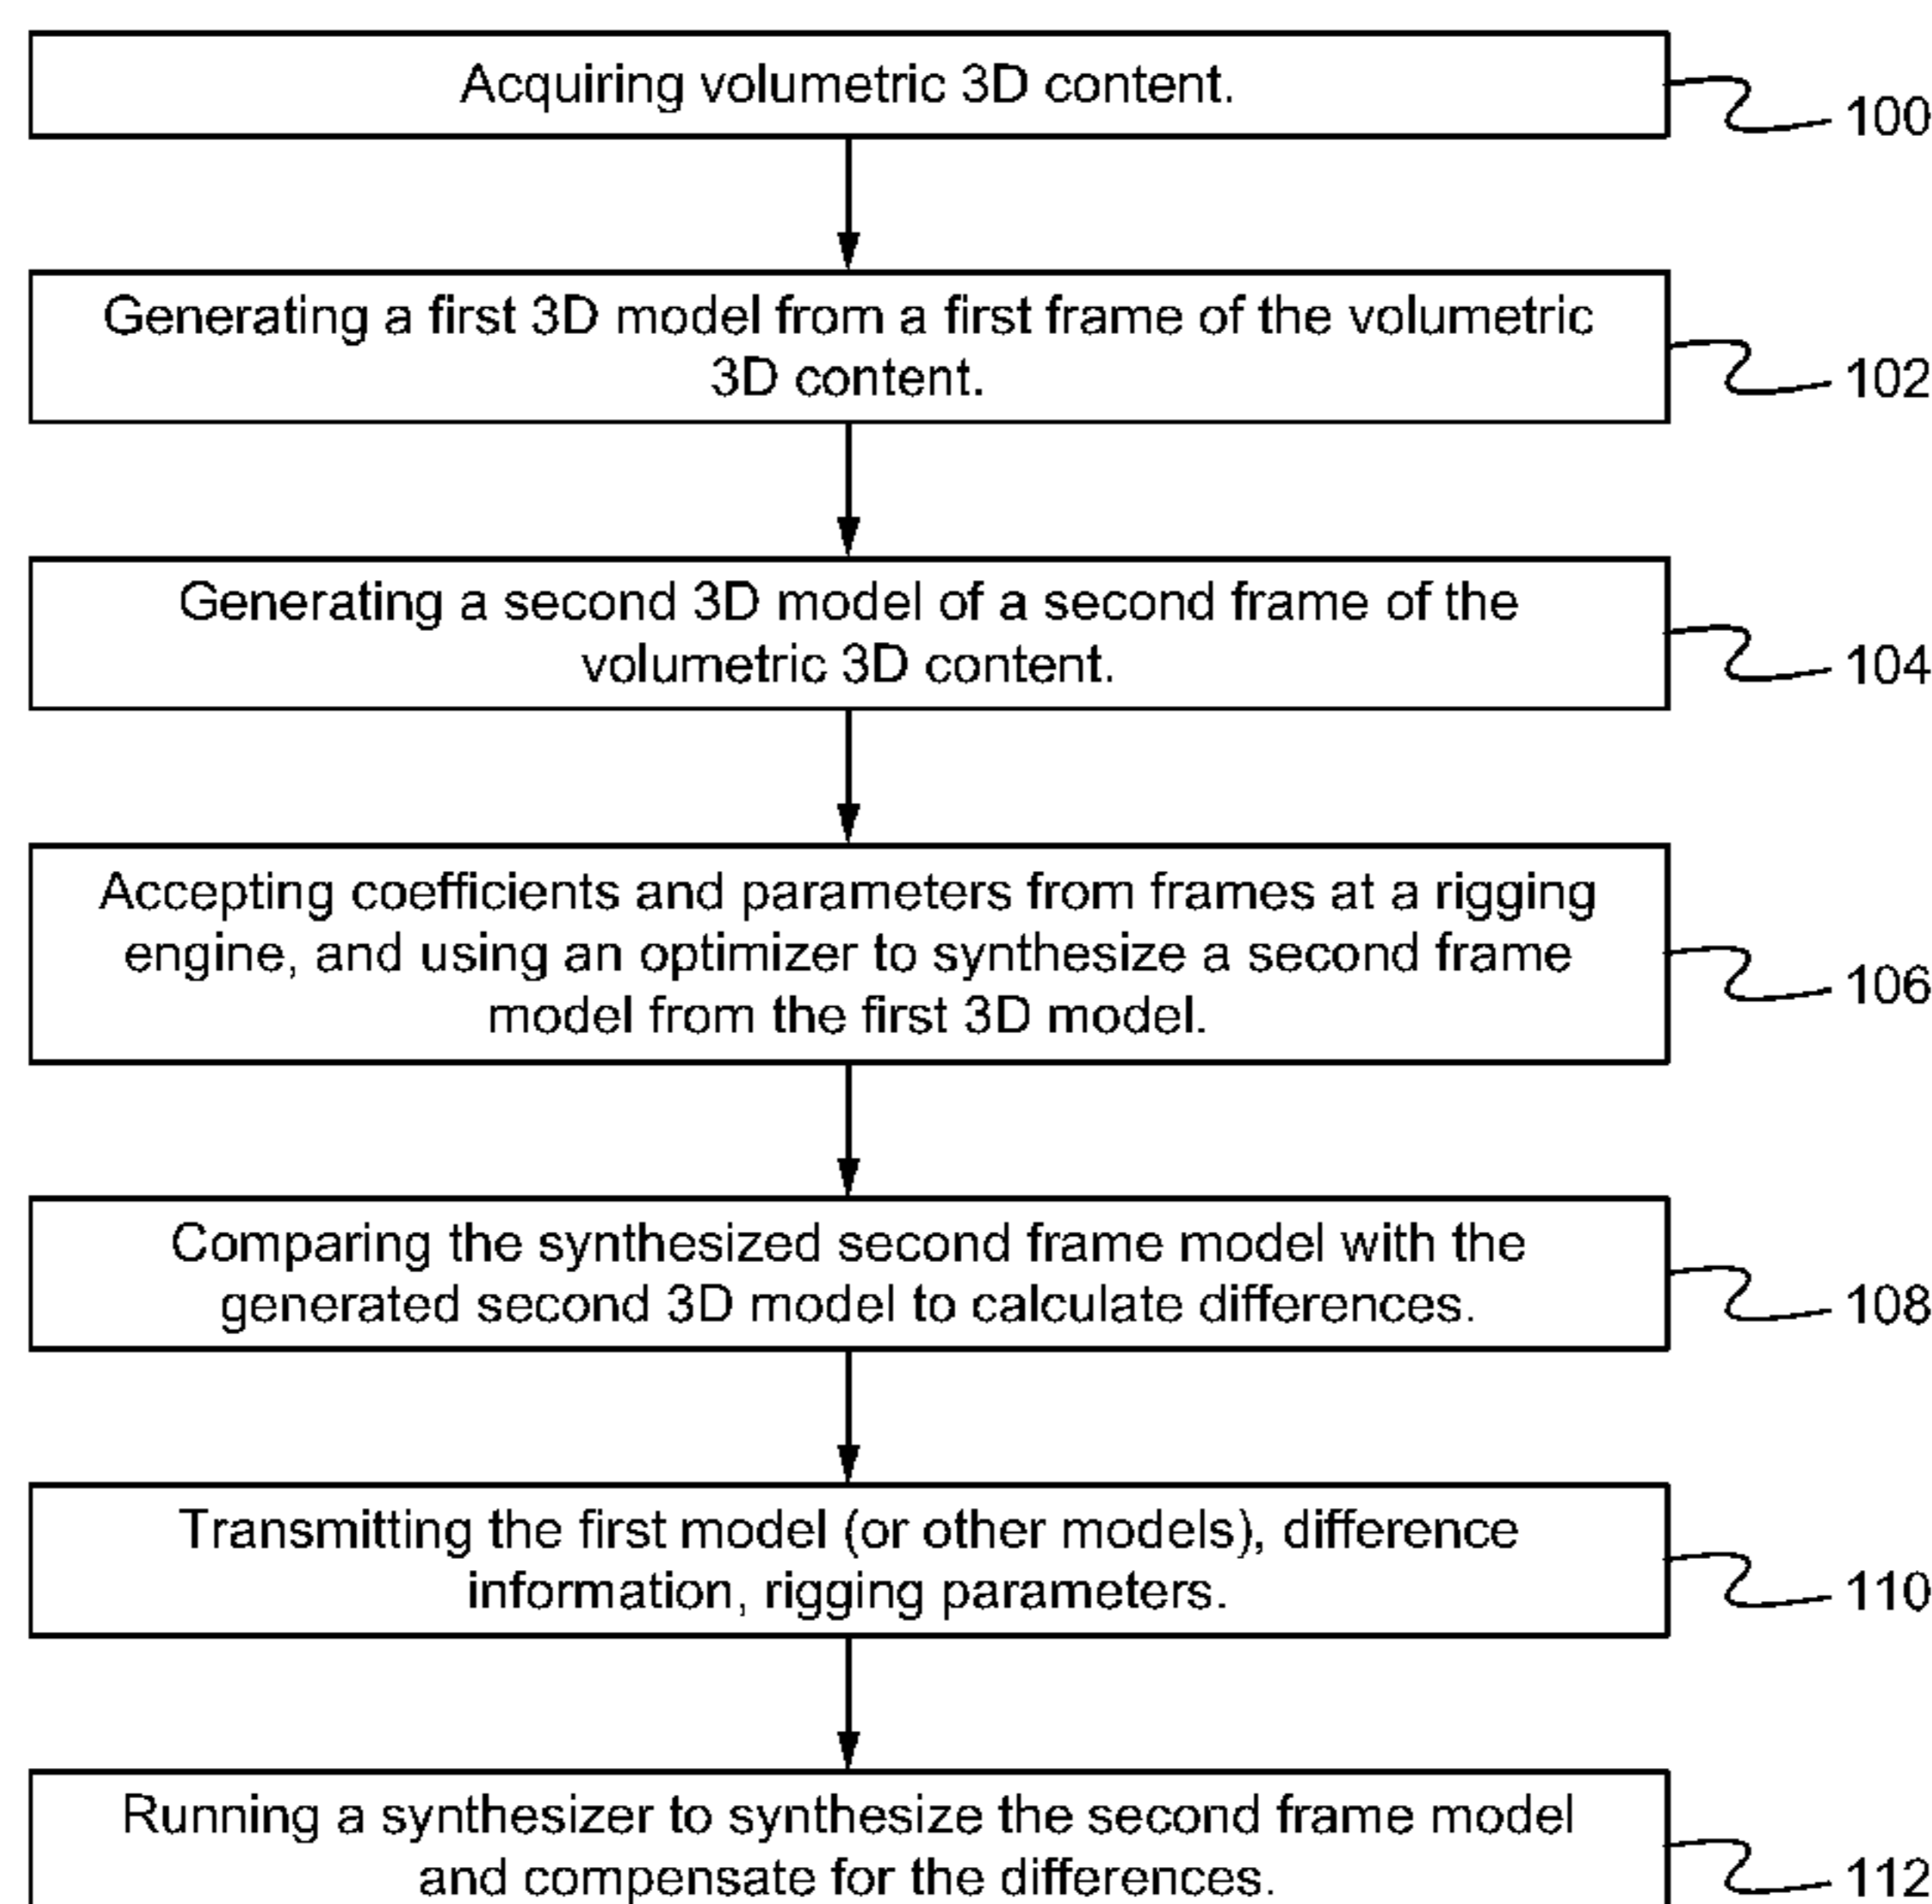 Acquiring volumetric 3D content.
100
Generating a first 3D model from a first frame of the volumetric
3D content.
102
Generating a second 3D model of a second frame of the
volumetric 3D content.
104
Accepting coefficients and parameters from frames at a rigging
engine, and using an optimizer to synthesize a second frame
model from the first 3D model.
106
Comparing the synthesized second frame model with the
generated second 3D model to calculate differences.
108
Transmitting the first model (or other models), difference
information, rigging parameters.
110
Running a synthesizer to synthesize the second frame model
and compensate for the differences.
112